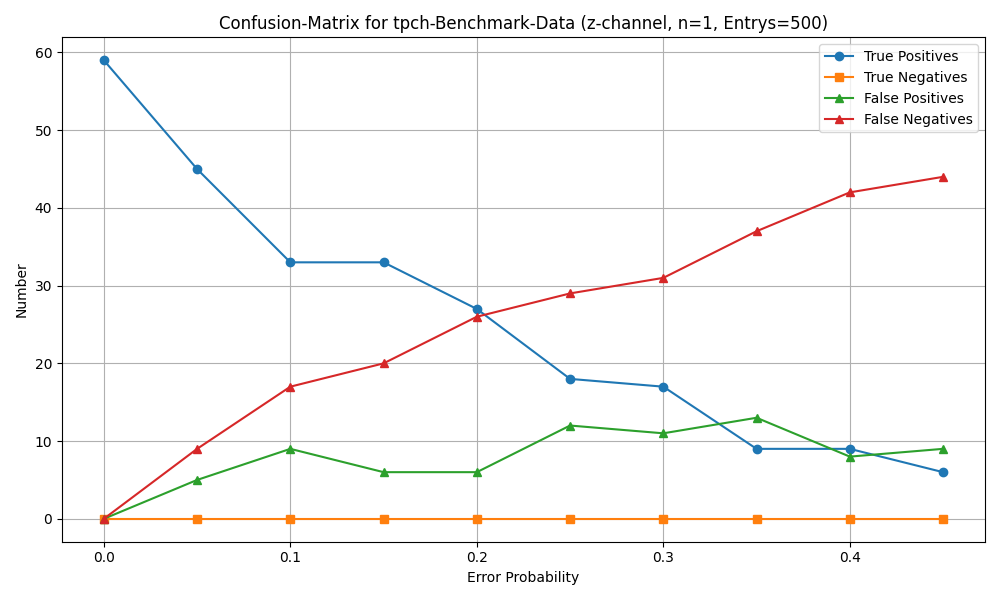 Confusion-Matrix for tpch-Benchmark-Data (z-channel, n=1, Entrys=500)
True Positives
True Negatives
False Positives
False Negatives
Number
60
50
40
30
20
10
0
0.0
0.1
0.2
0.3
0.4
Error Probability